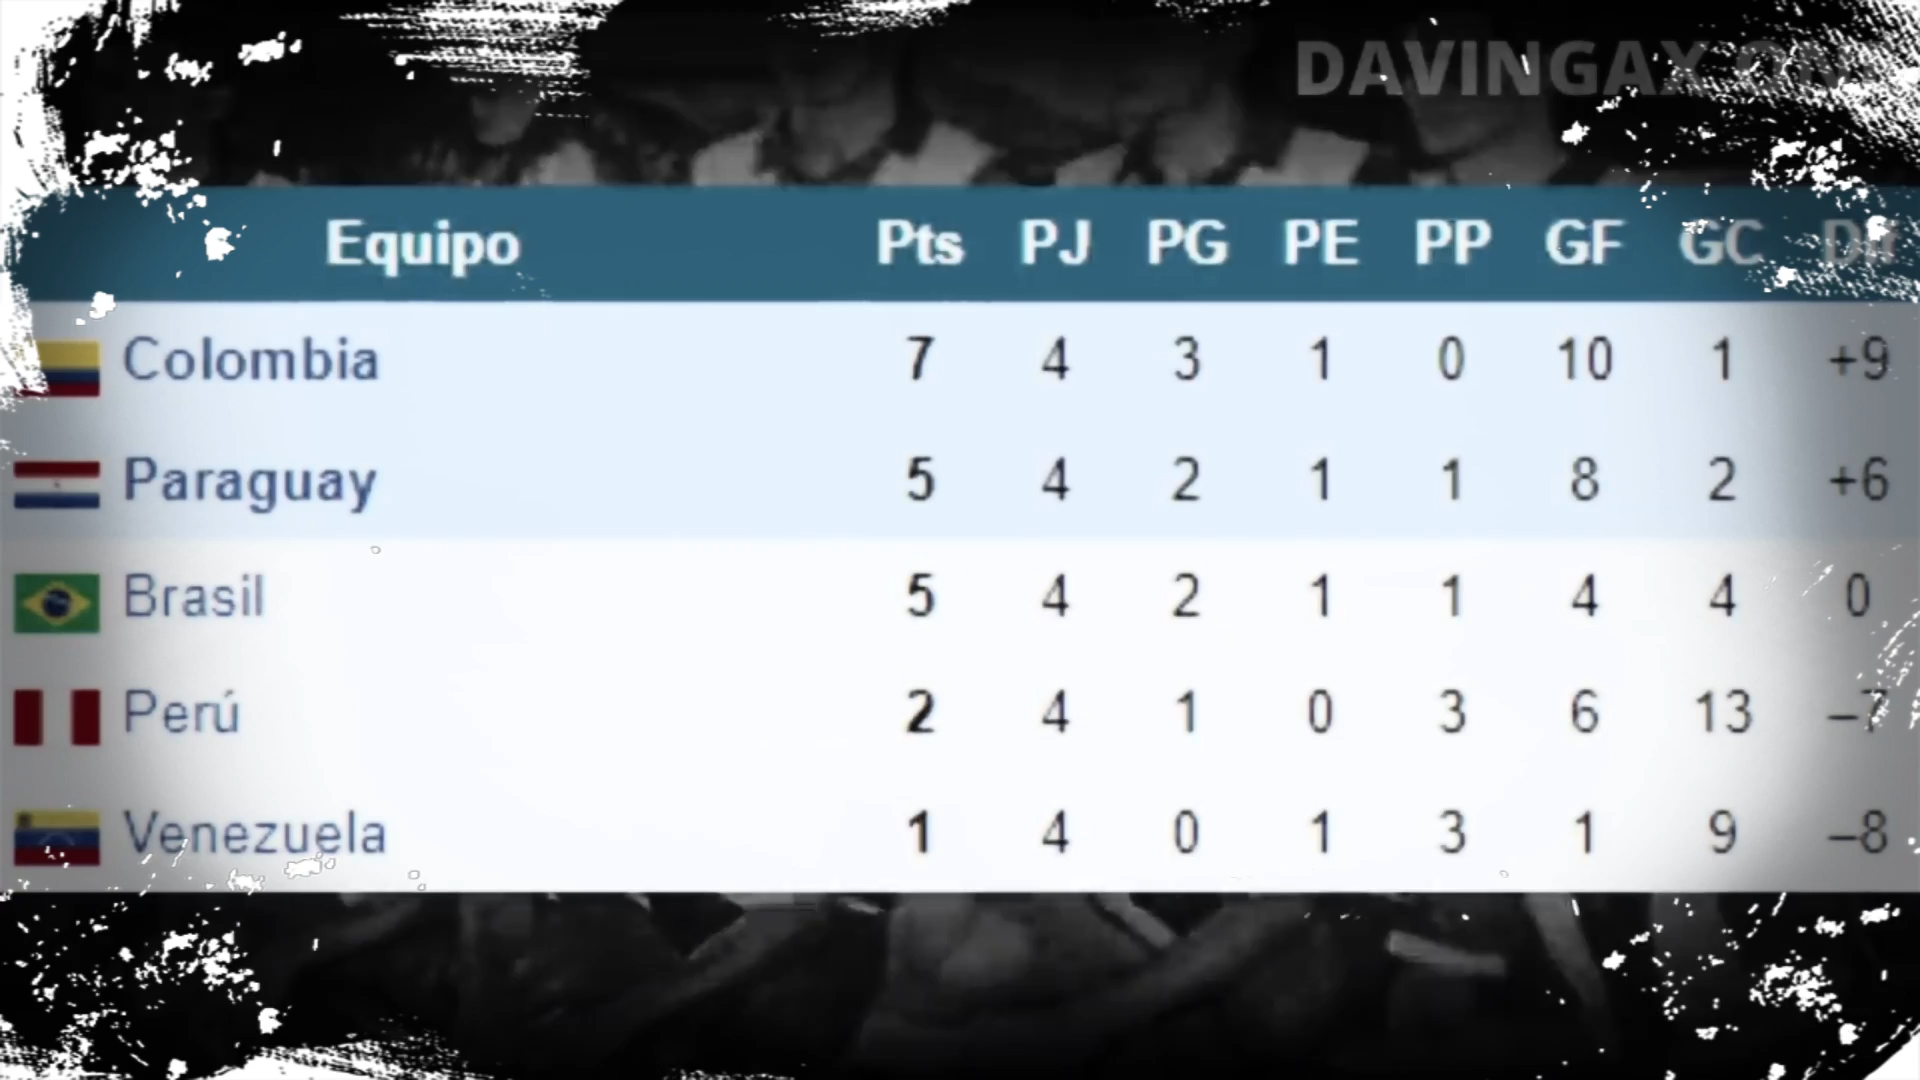 DAVINGAX
Equipo Pts PJ PG PE PP GF GC
Colombia 7 4 3 1 0 10 1 +9
Paraguay 5 4 2 1 1 8 2 +6
Brasil 5 4 2 1 1 4 4 0
Perú 2 4 1 0 3 6 13 –7
Venezuela 1 4 0 1 3 1 9 –8